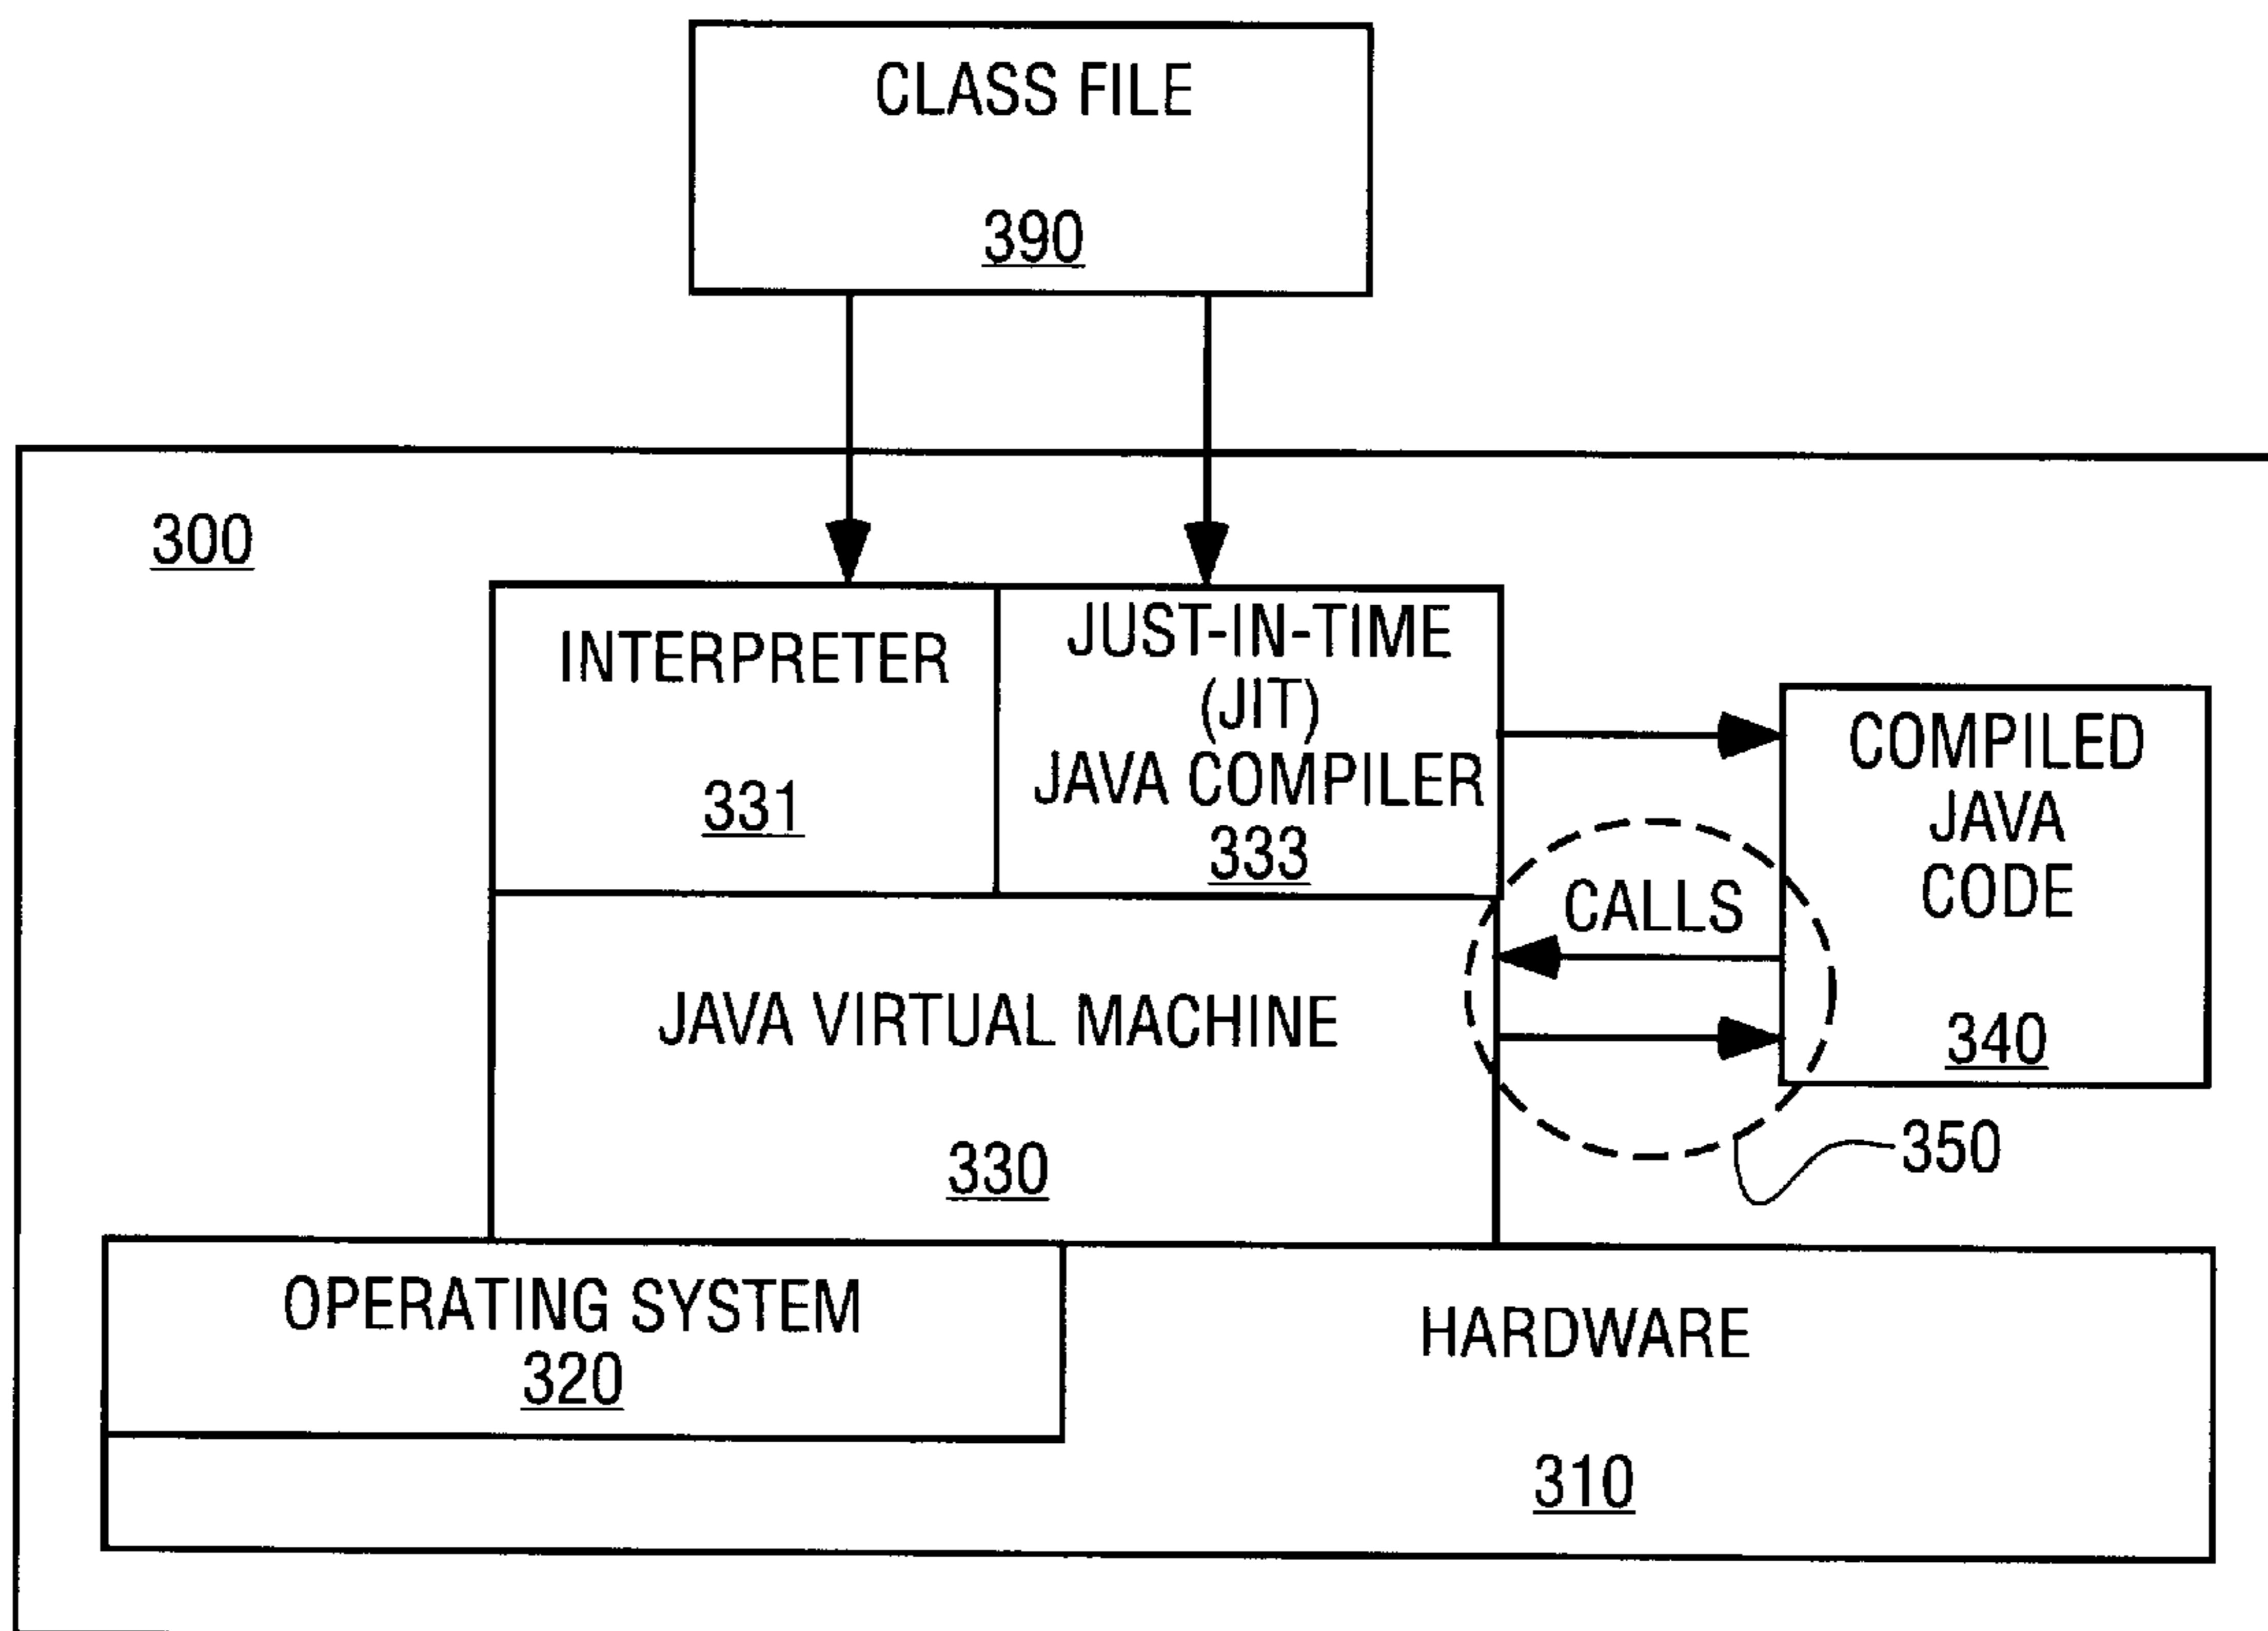 CLASS FILE
390
300
INTERPRETER
331
JUST-IN-TIME
(JIT)
JAVA COMPILER
333
COMPILED
JAVA
CODE
340
CALLS
JAVA VIRTUAL MACHINE
330
350
OPERATING SYSTEM
320
HARDWARE
310